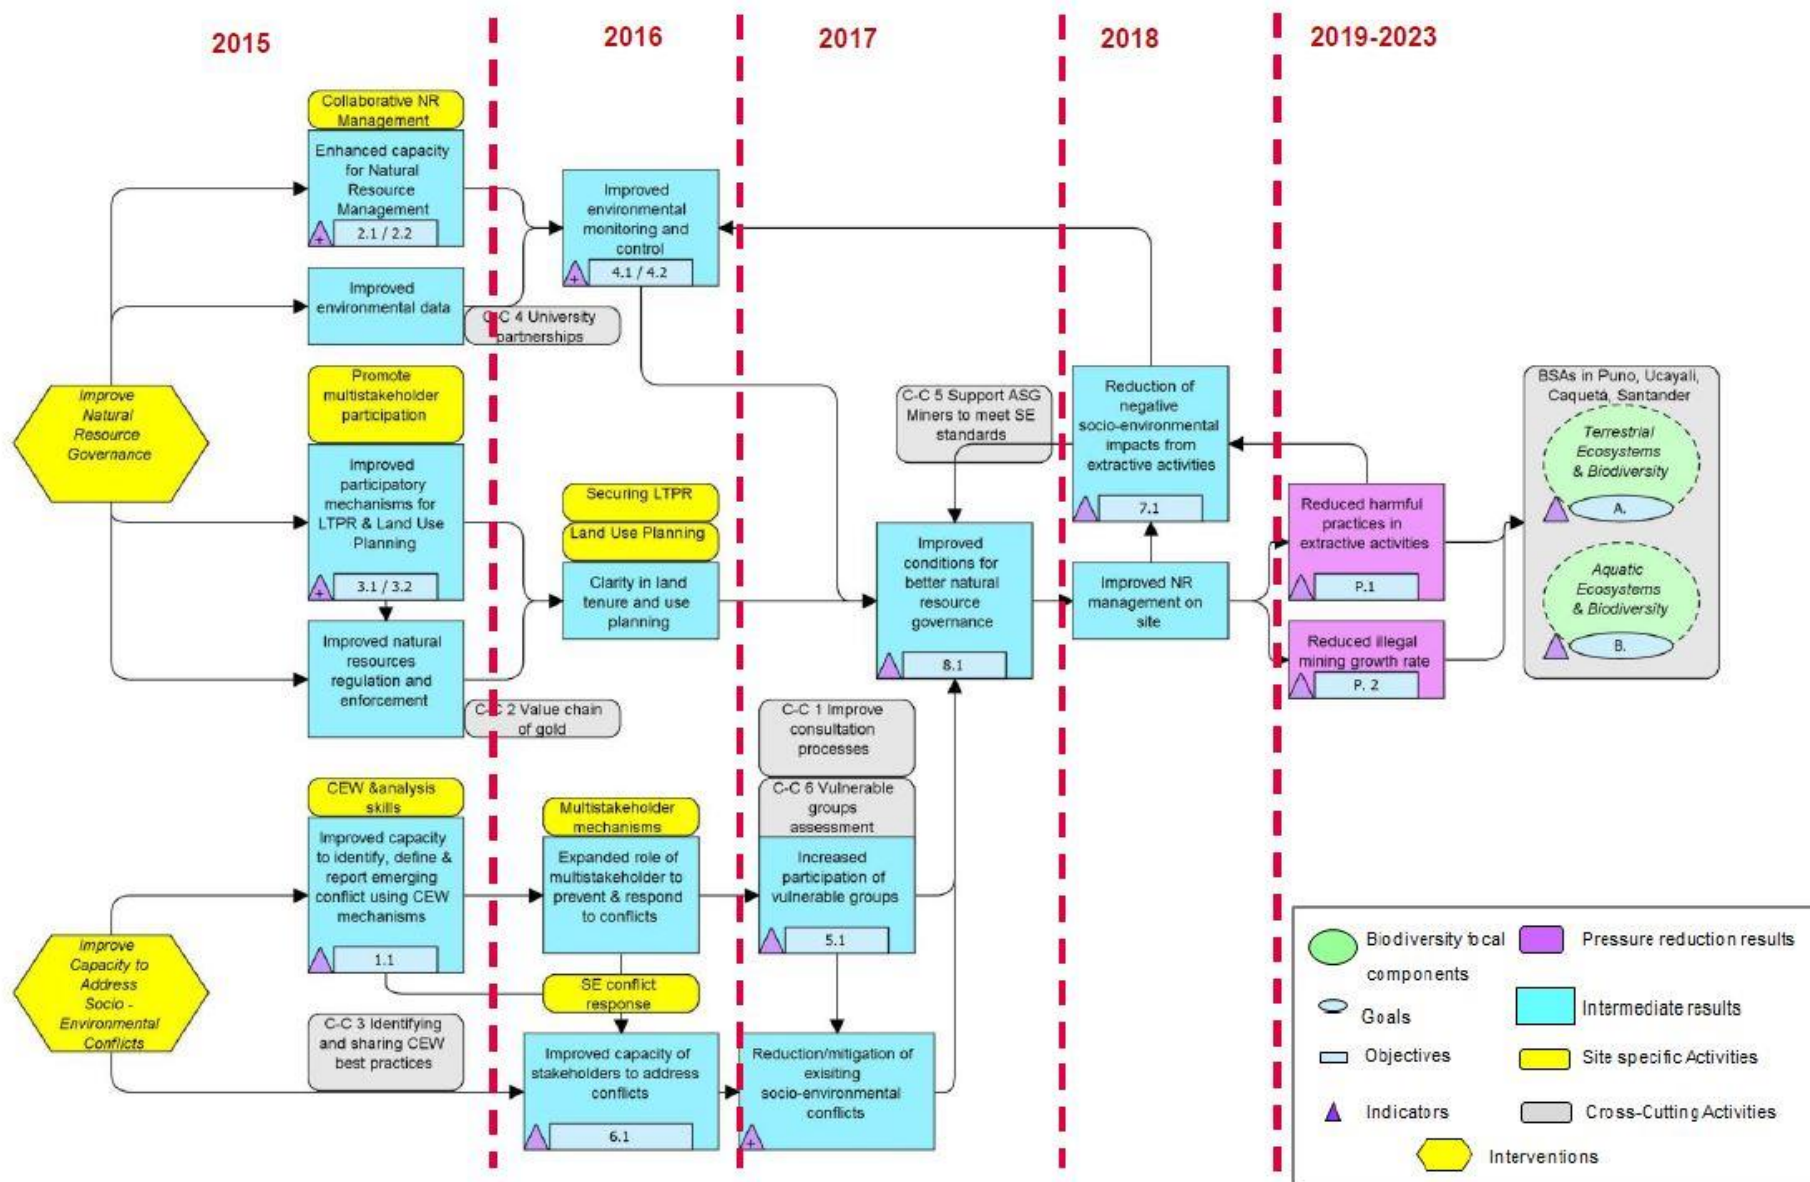 2015
2016
2017
2018
2019-2023
Collaborative NR
Management
Enhanced capacity
for Natural
Resource
Management
+
2.1 / 2.2
Improved
environmental data
C-C 4 University
partnerships
Improved
environmental
monitoring and
control
+
4.1 / 4.2
Improve
Natural
Resource
Governance
Promote
multistakeholder
participation
Improved
participatory
mechanisms for
LTPR & Land Use
Planning
+
3.1 / 3.2
Improved natural
resources
regulation and
enforcement
C-C 2 Value chain
of gold
Securing LTPR
Land Use Planning
Clarity in land
tenure and use
planning
C-C 5 Support ASG
Miners to meet SE
standards
Improved
conditions for
better natural
resource
governance
8.1
Reduction of
negative
socio-environmental
impacts from
extractive activities
7.1
Improved NR
management on
site
Reduced harmful
practices in
extractive activities
P.1
Reduced illegal
mining growth rate
P. 2
BSAs in Puno, Ucayali,
Caquetá, Santander
Terrestrial
Ecosystems
& Biodiversity
A.
Aquatic
Ecosystems
& Biodiversity
B.
Improve
Capacity to
Address
Socio -
Environmental
Conflicts
CEW &analysis
skills
Improved capacity
to identify, define &
report emerging
conflict using CEW
mechanisms
1.1
C-C 3 Identifying
and sharing CEW
best practices
Multistakeholder
mechanisms
Expanded role of
multistakeholder to
prevent & respond
to conflicts
SE conflict
response
Improved capacity of
stakeholders to address
conflicts
6.1
C-C 1 Improve
consultation
processes
C-C 6 Vulnerable
groups
assessment
Increased
participation of
vulnerable groups
5.1
Reduction/mitigation of
exisiting
socio-environmental
conflicts
+
Biodiversity focal
components
Pressure reduction results
Goals
Intermediate results
Objectives
Site specific Activities
Indicators
Cross-Cutting Activities
Interventions